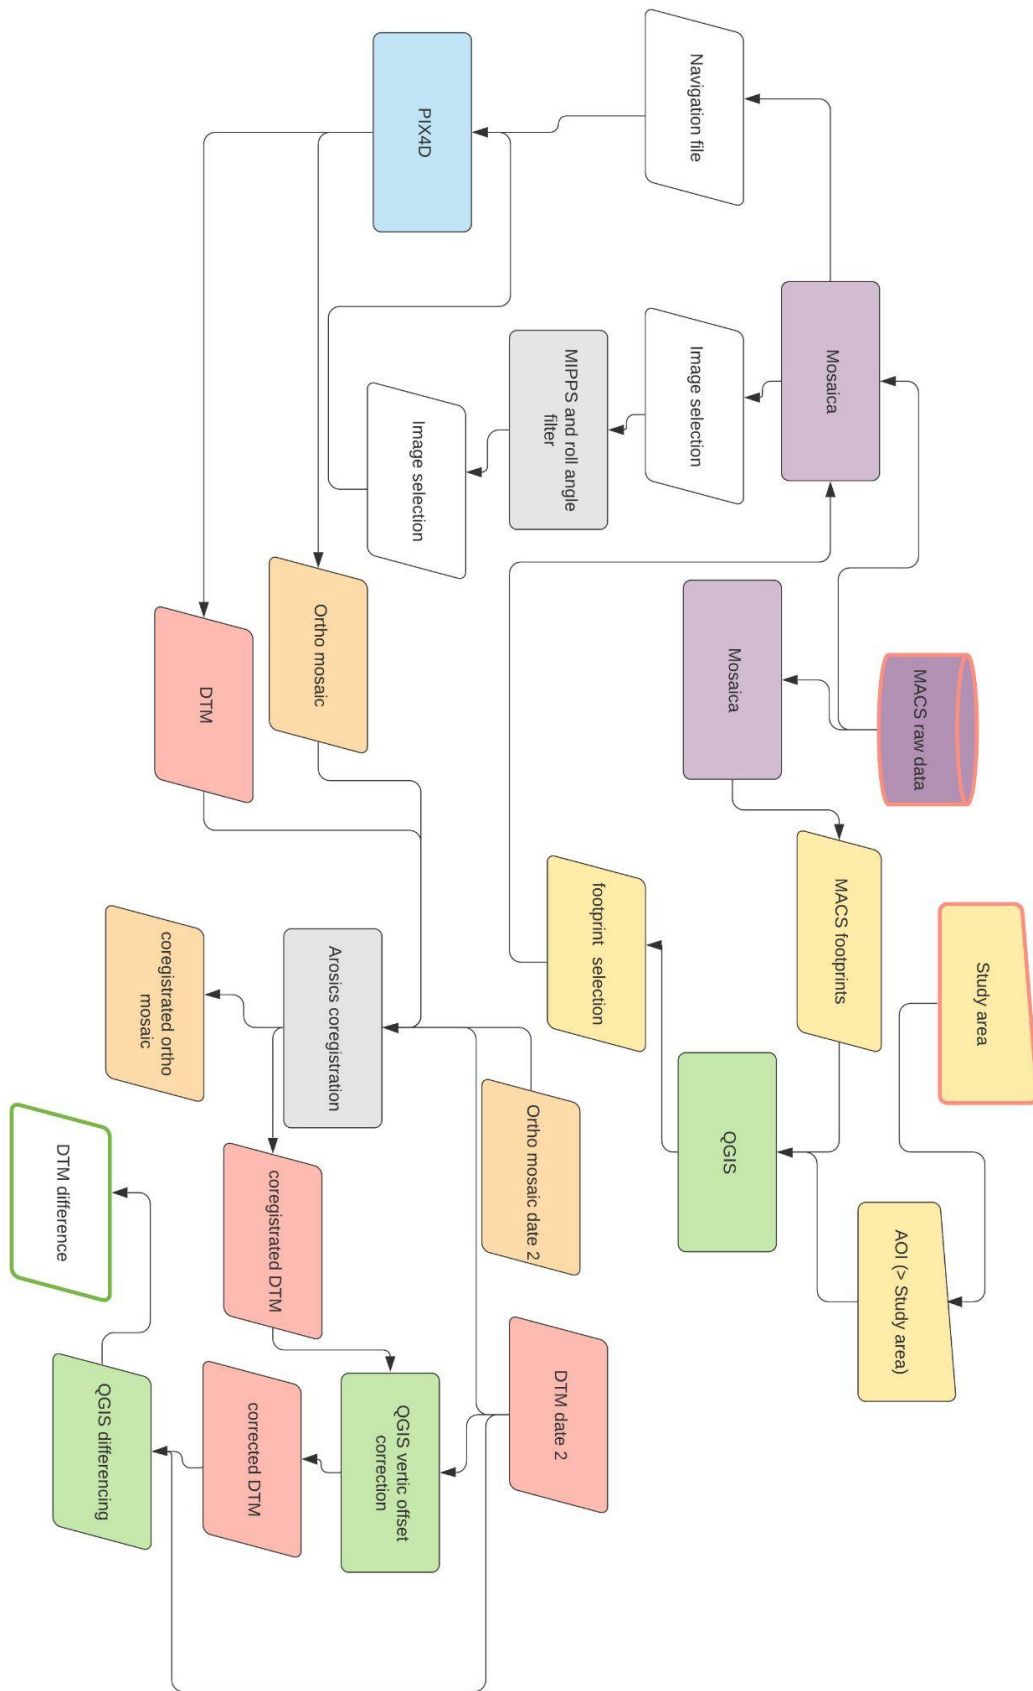 Study area
MACS raw data
AOI (> Study area)
MACS footprints
Mosaica
Mosaica
QGIS
Navigation file
Image selection
footprint selection
MIPPS and roll angle
filter
Image selection
PIX4D
Ortho mosaic
DTM
Ortho mosaic date 2
DTM date 2
Arosics coregistration
coregistrated ortho
mosaic
coregistrated DTM
QGIS vertic offset
correction
corrected DTM
QGIS differencing
DTM difference